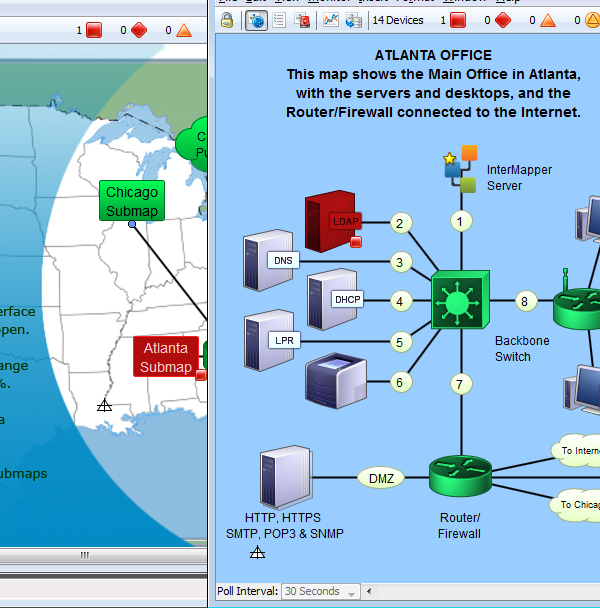 1
0
0
Chicago
Submap
erface
open.
Atlanta
Submap
ange
%.
a
ubmaps
14 Devices
1
0
0
0
ATLANTA OFFICE
This map shows the Main Office in Atlanta,
with the servers and desktops, and the
Router/Firewall connected to the Internet.
InterMapper
Server
1
LDAP
2
DNS
3
DHCP
4
8
LPR
5
Backbone
Switch
6
7
To Intern
DMZ
To Chicag
HTTP, HTTPS
SMTP, POP3 & SNMP
Router/
Firewall
Poll Interval:
30 Seconds